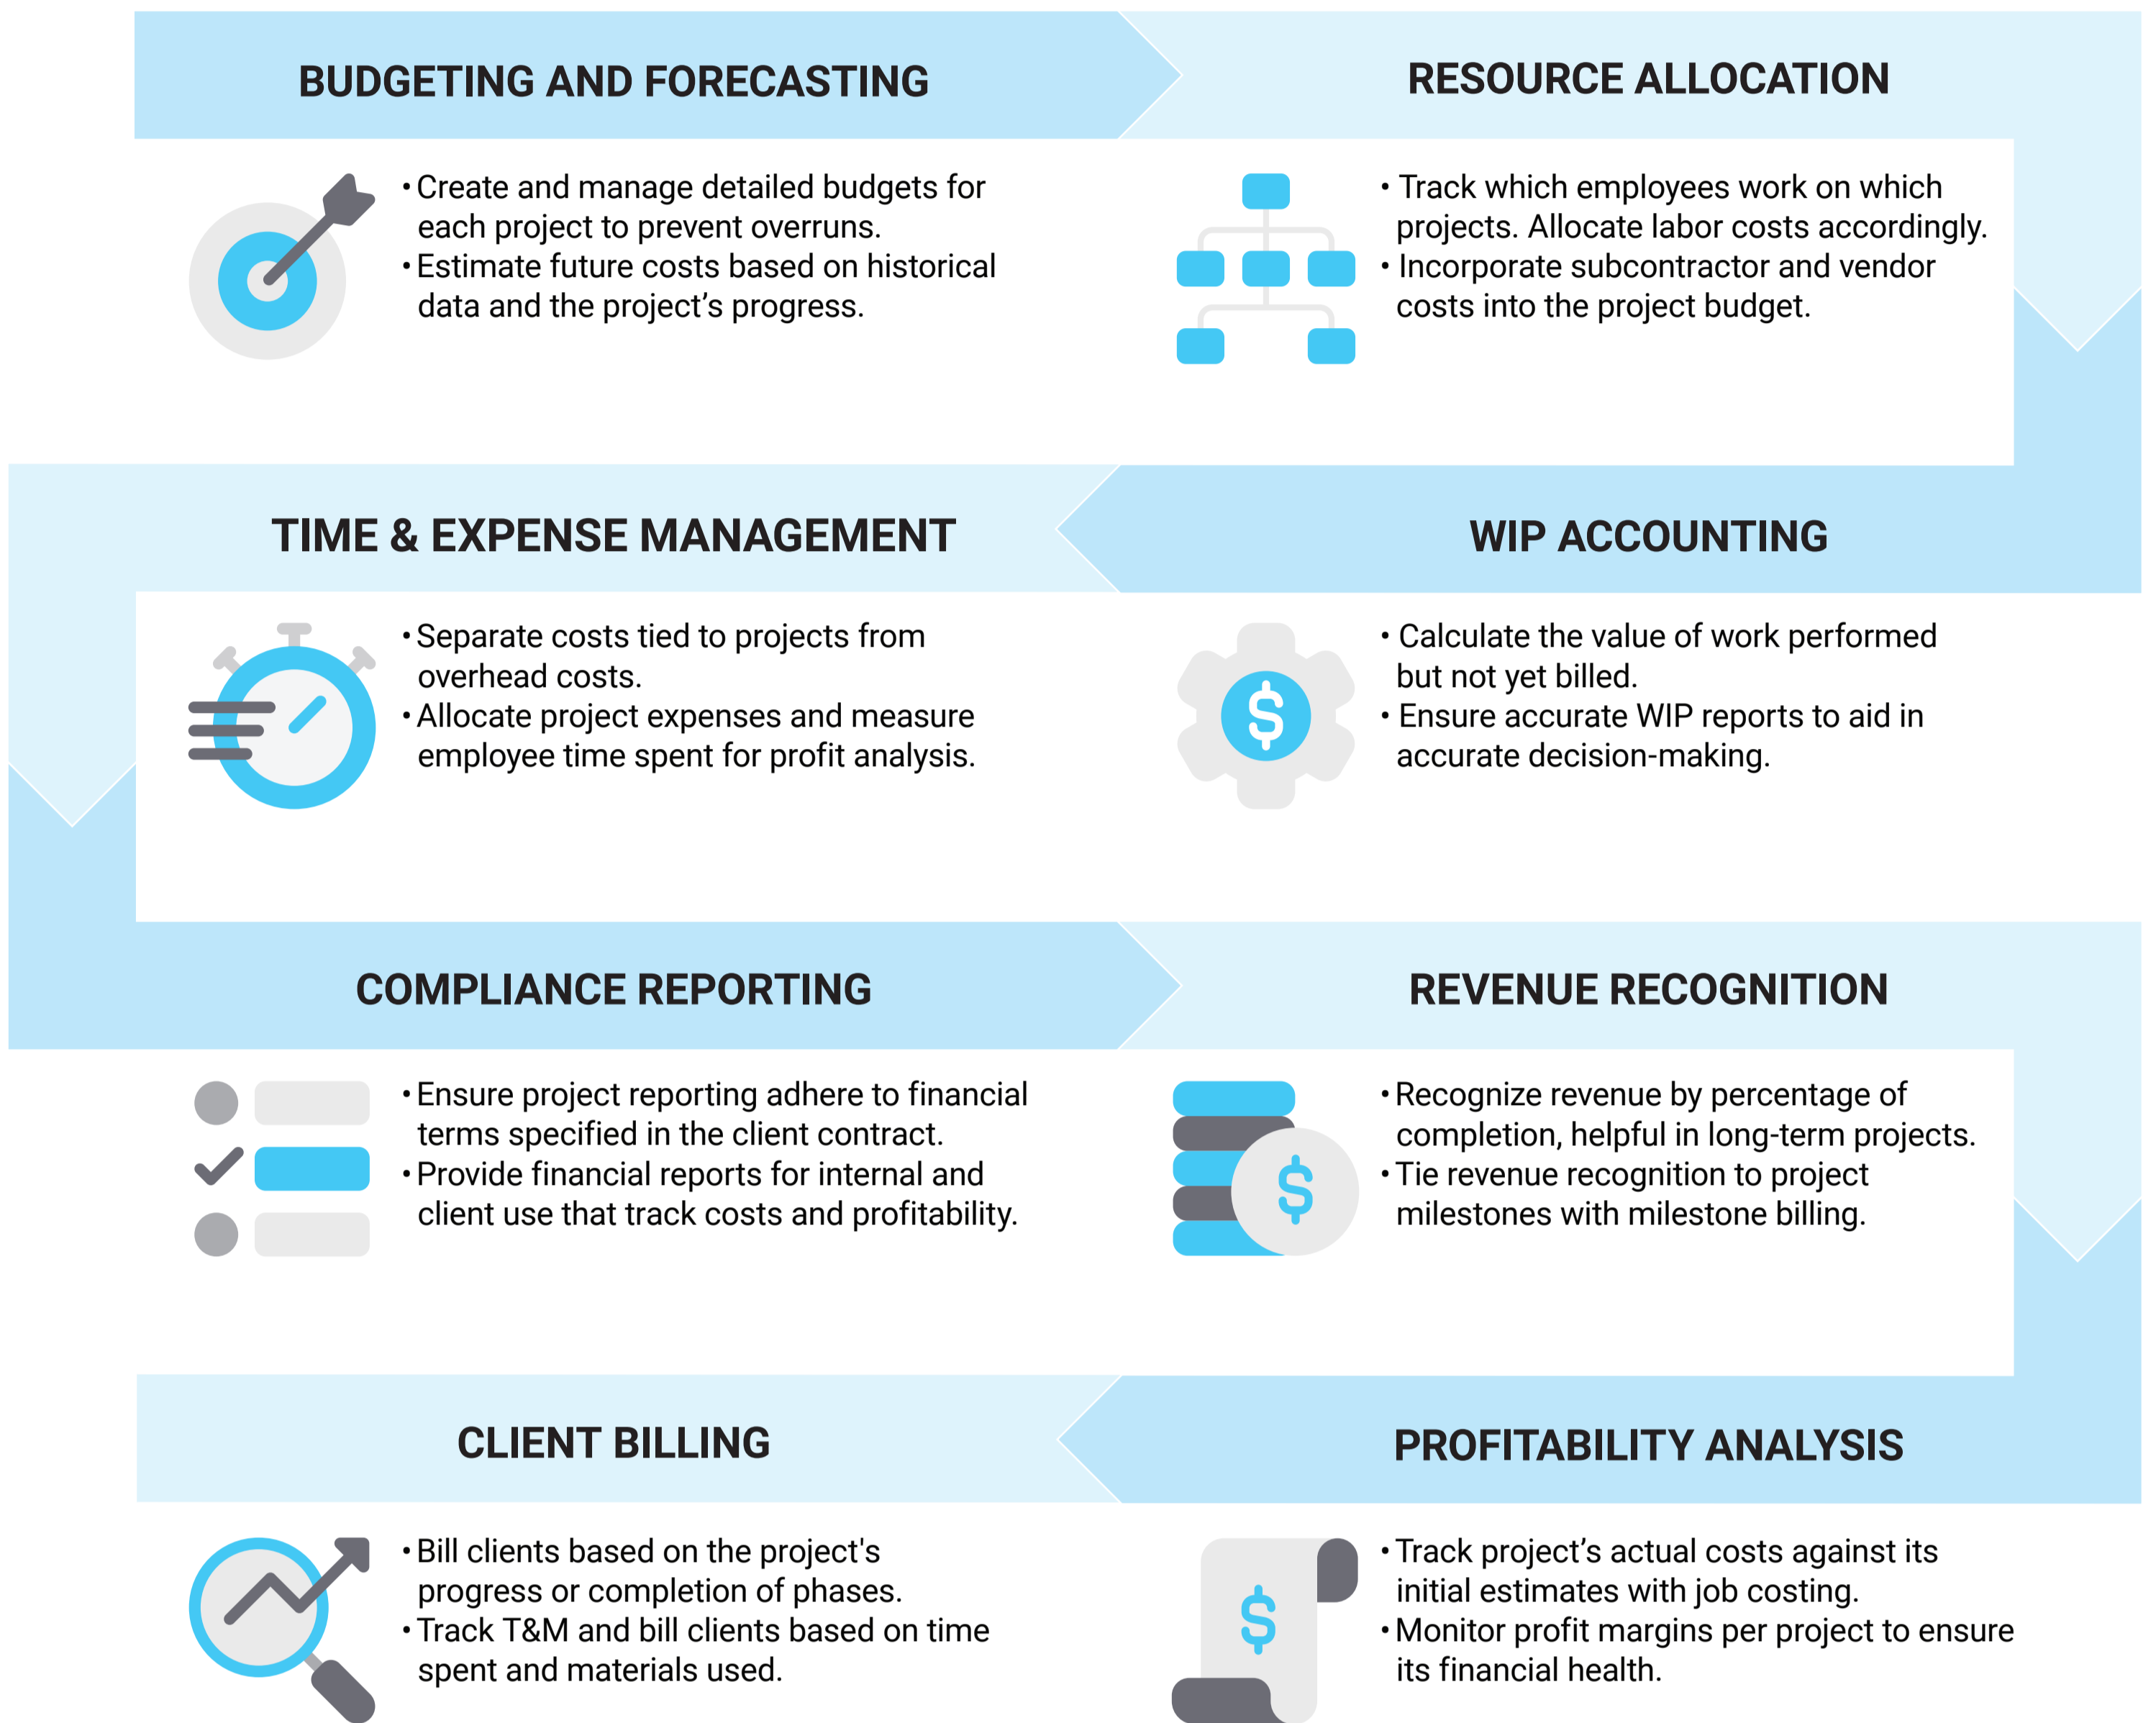 BUDGETING AND FORECASTING
• Create and manage detailed budgets for
each project to prevent overruns.
• Estimate future costs based on historical
data and the project’s progress.
RESOURCE ALLOCATION
• Track which employees work on which
projects. Allocate labor costs accordingly.
• Incorporate subcontractor and vendor
costs into the project budget.
WIP ACCOUNTING
• Calculate the value of work performed
but not yet billed.
• Ensure accurate WIP reports to aid in
accurate decision-making.
TIME & EXPENSE MANAGEMENT
• Separate costs tied to projects from
overhead costs.
• Allocate project expenses and measure
employee time spent for profit analysis.
COMPLIANCE REPORTING
• Ensure project reporting adhere to financial
terms specified in the client contract.
• Provide financial reports for internal and
client use that track costs and profitability.
REVENUE RECOGNITION
• Recognize revenue by percentage of
completion, helpful in long-term projects.
• Tie revenue recognition to project
milestones with milestone billing.
PROFITABILITY ANALYSIS
• Track project’s actual costs against its
initial estimates with job costing.
• Monitor profit margins per project to ensure
its financial health.
CLIENT BILLING
• Bill clients based on the project's
progress or completion of phases.
• Track T&M and bill clients based on time
spent and materials used.
$
$
$